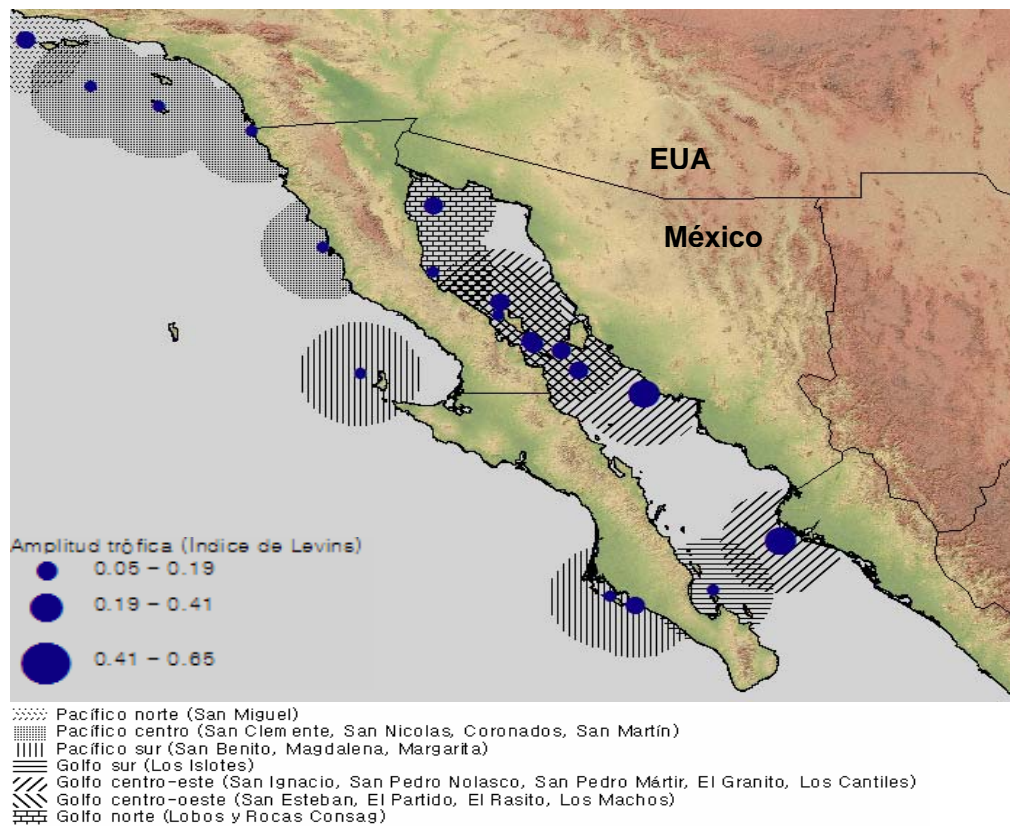 EUA
México
Amplitud trófica (Indice de Levins)
0.05 - 0.19
0.19 - 0.41
0.41 - 0.65
Pacífico norte (San Miguel)
Pacífico centro (San Clemente, San Nicolas, Coronados, San Martín)
Pacífico sur (San Benito, Magdalena, Margarita)
Golfo sur (Los Islotes)
Golfo centro-este (San Ignacio, San Pedro Nolasco, San Pedro Mártir, El Granito, Los Cantiles)
Golfo centro-oeste (San Esteban, El Partido, El Rasito, Los Machos)
Golfo norte (Lobos y Rocas Consag)